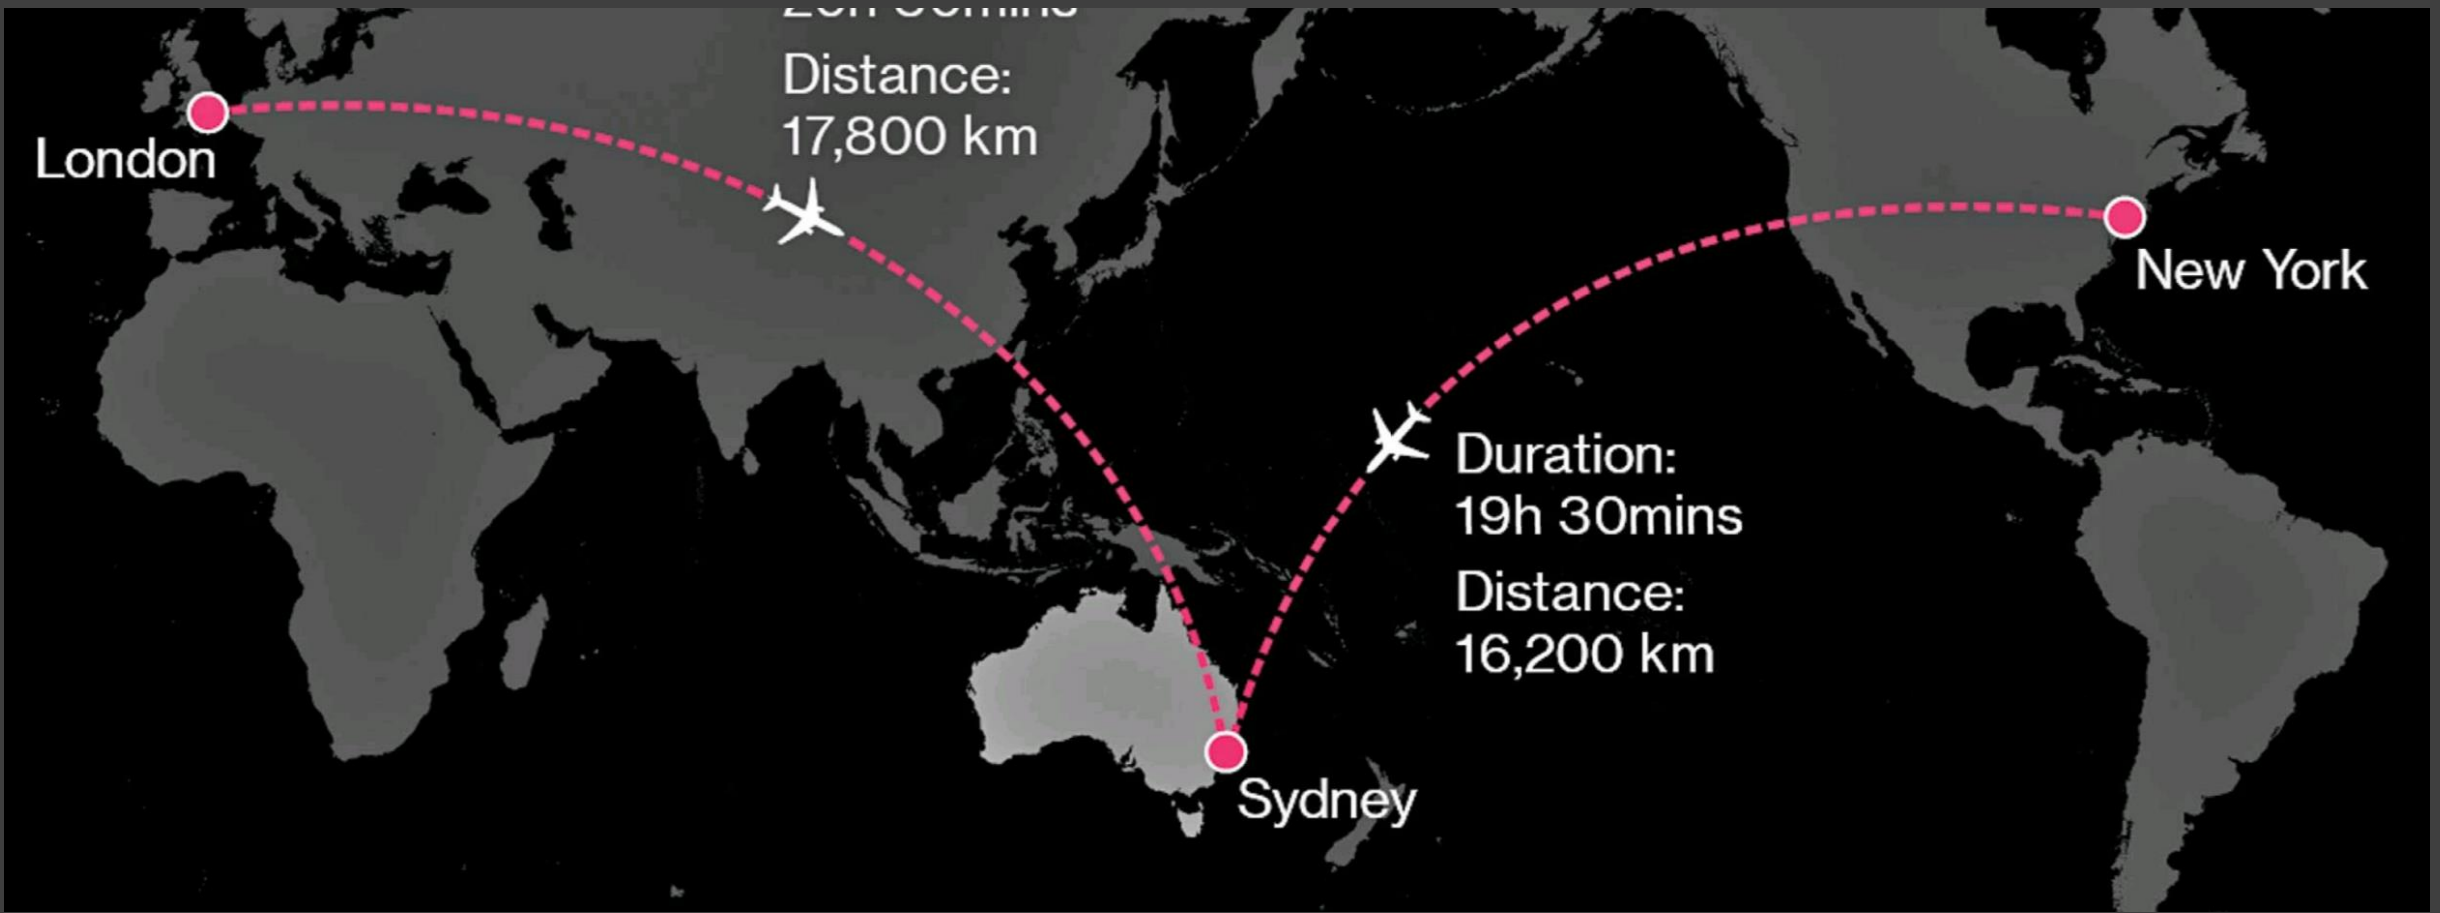 Distance:
17,800 km
London
New York
Duration:
19h 30mins
Distance:
16,200 km
Sydney